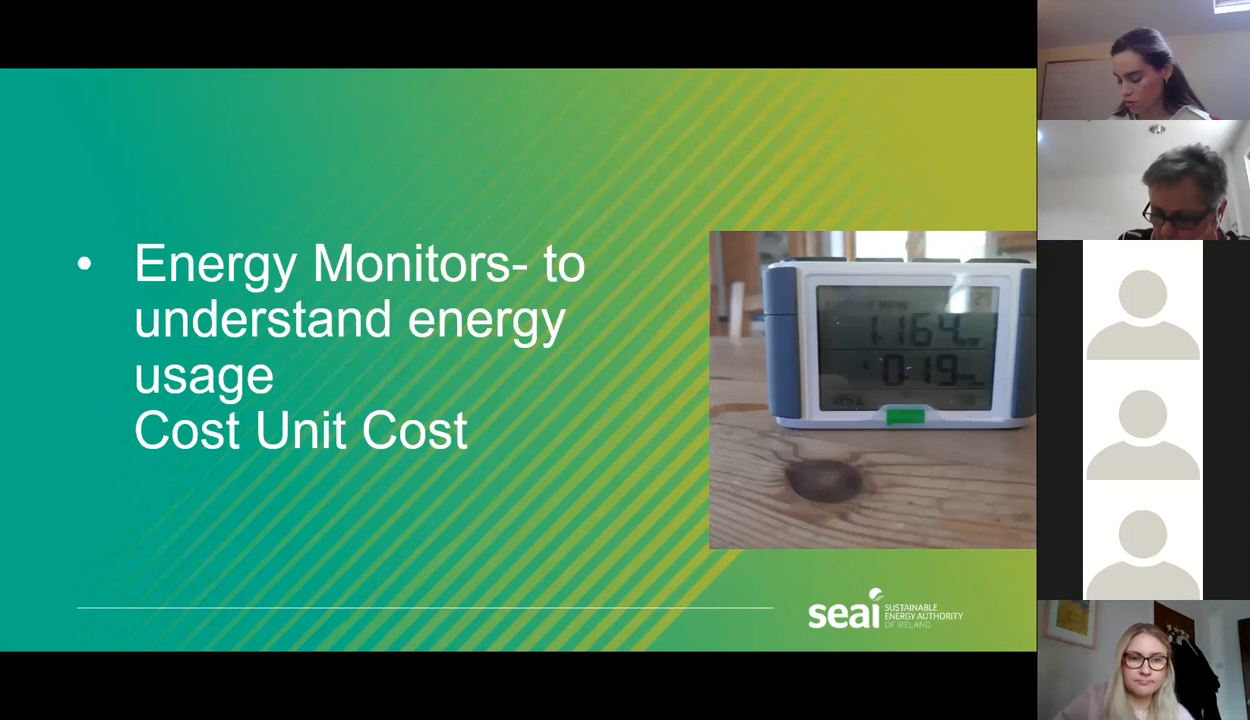 • Energy Monitors- to
understand energy
usage
Cost Unit Cost
1.164 kW
0.19
seai SUSTAINABLE
ENERGY AUTHORITY
OF IRELAND